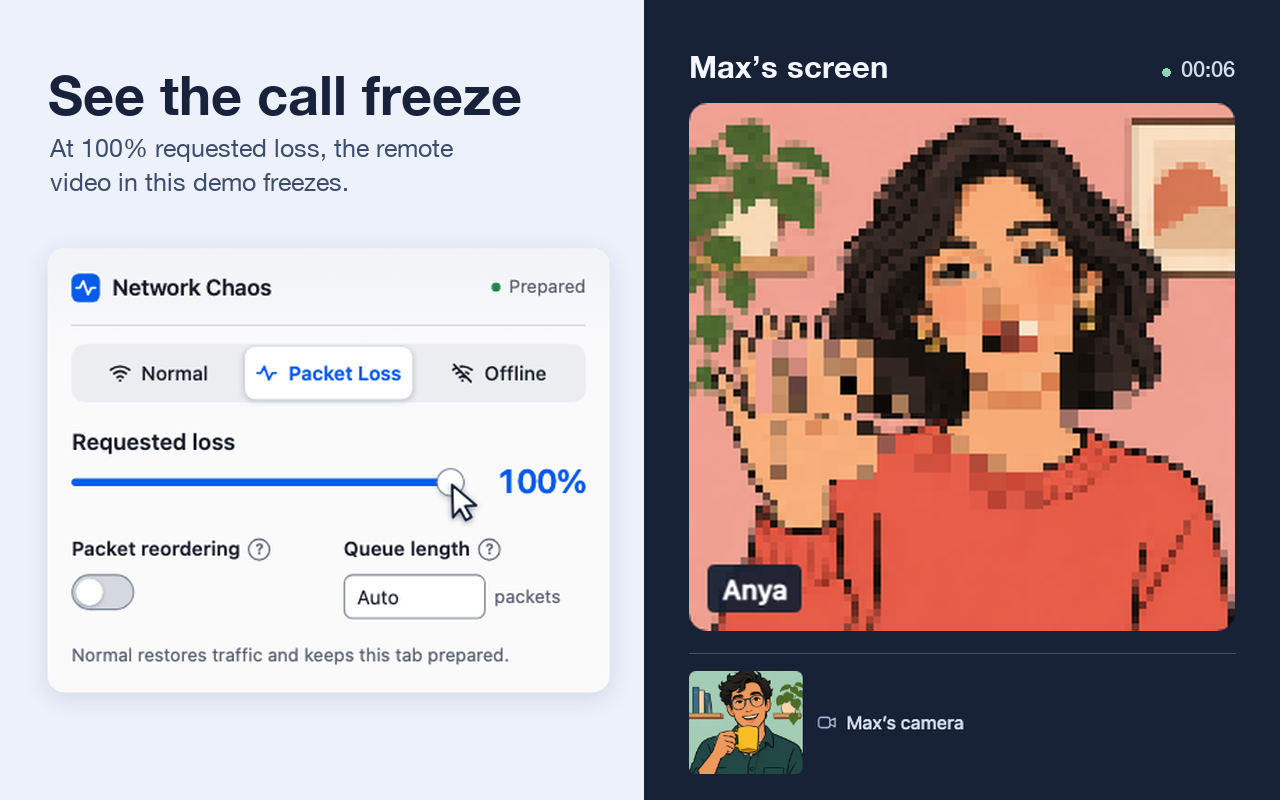 See the call freeze
At 100% requested loss, the remote
video in this demo freezes.
Network Chaos
Prepared
Normal
Packet Loss
Offline
Requested loss
100%
Packet reordering ?
Queue length ?
Auto
packets
Normal restores traffic and keeps this tab prepared.
Max’s screen
00:06
Anya
Max’s camera